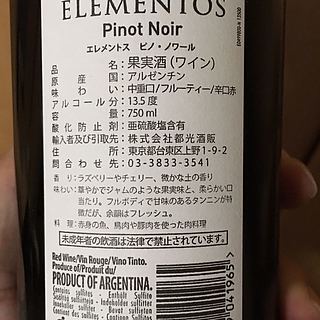 ELEMENTOS
Pinot Noir
エレメントス ピノ・ノワール
品名：果実酒（ワイン）
原産国：アルゼンチン
味わい：中重口/フルーティー/辛口赤
アルコール分：13.5度
容量：750ml
酸化防止剤：亜硫酸塩含有
輸入者及び引取先：株式会社都光酒販
住所：東京都台東区上野1-9-2
電話：03-3833-3541
香り：ラズベリーやチェリー、微かな土の香り
味わい：華やかでジャムのような果実味と、柔らかい口
当たり。フルボディで甘味のあるタンニンが特
徴だが、余韻はフレッシュ。
料理：赤身の魚、鳥肉や豚肉を使った肉料理
未成年者の飲酒は法律で禁止されています。
Red Wine/Vin Rouge/Vino Tinto.
Produce of/Produit du/
PRODUCT OF ARGENTINA.
Contains sulfites - Enthält Sulfite
041965